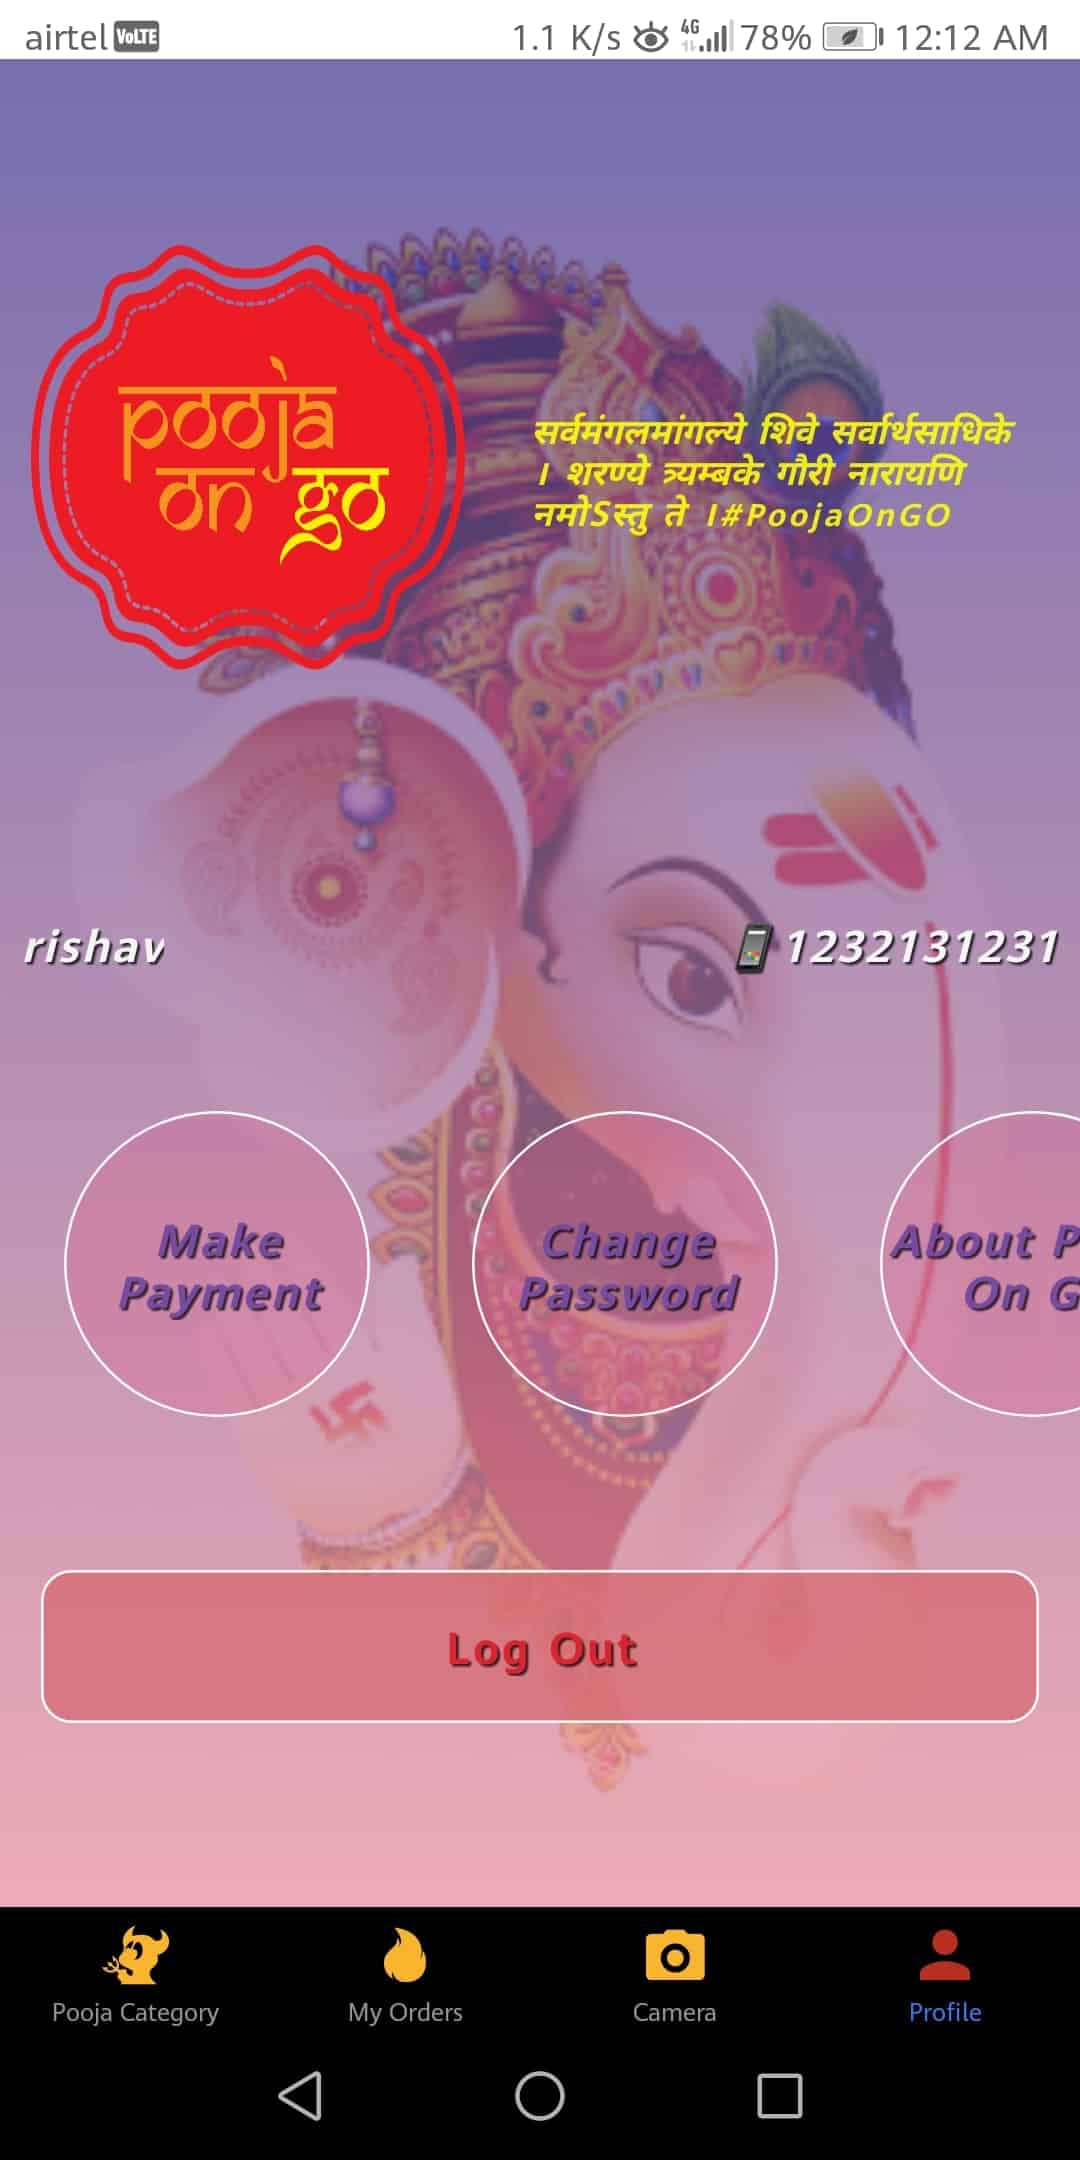 airtel VoLTE 1.1 K/s 4G 78% 12:12 AM
pooja
on go
सर्वमंगलमांगल्ये शिवे सर्वार्थसाधिके
। शरण्ये त्र्यम्बके गौरी नारायणि
नमोSस्तु ते ।#PoojaOnGO
rishav 1232131231
Make Change About P
Payment Password On G
Log Out
Pooja Category My Orders Camera Profile